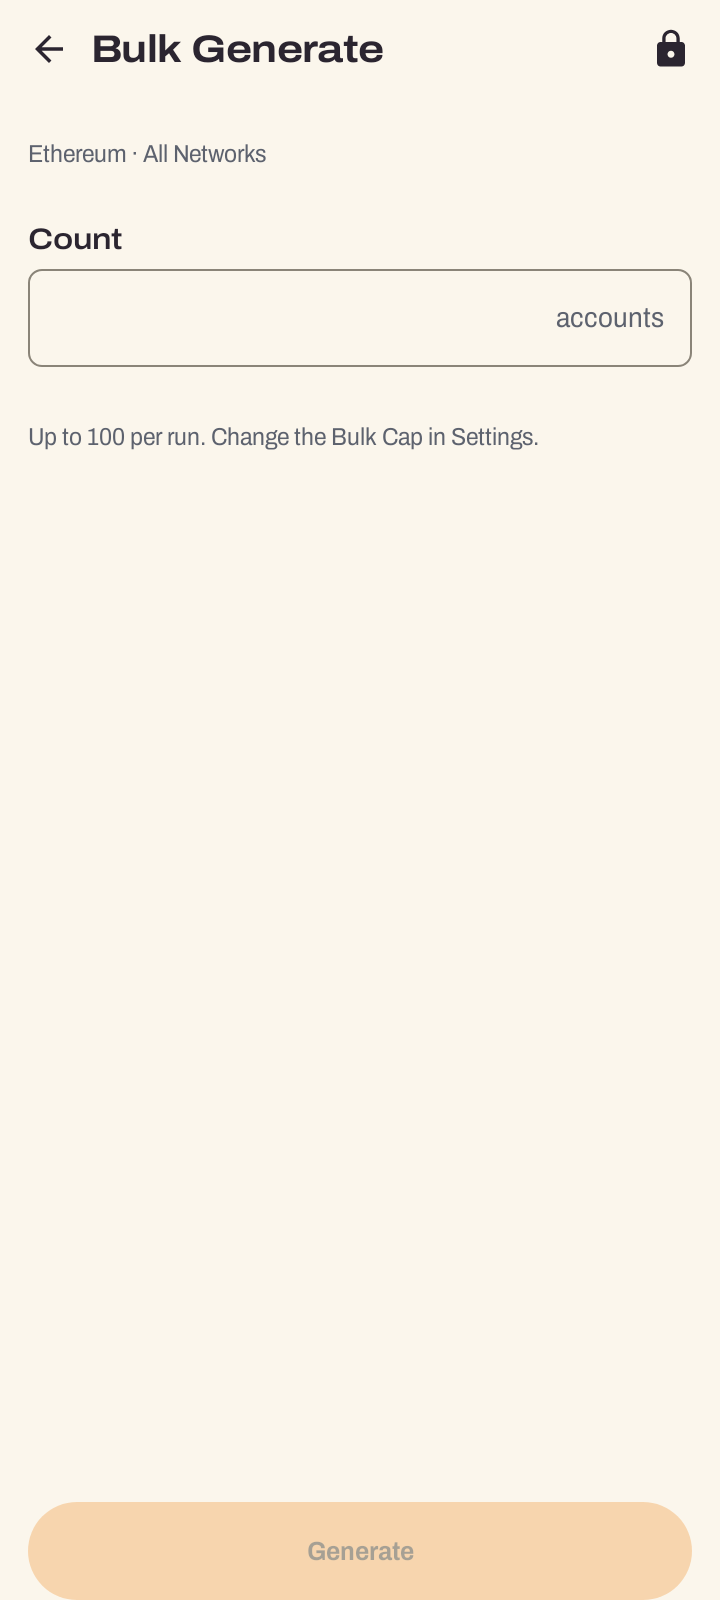 Bulk Generate
Ethereum · All Networks
Count
accounts
Up to 100 per run. Change the Bulk Cap in Settings.
Generate